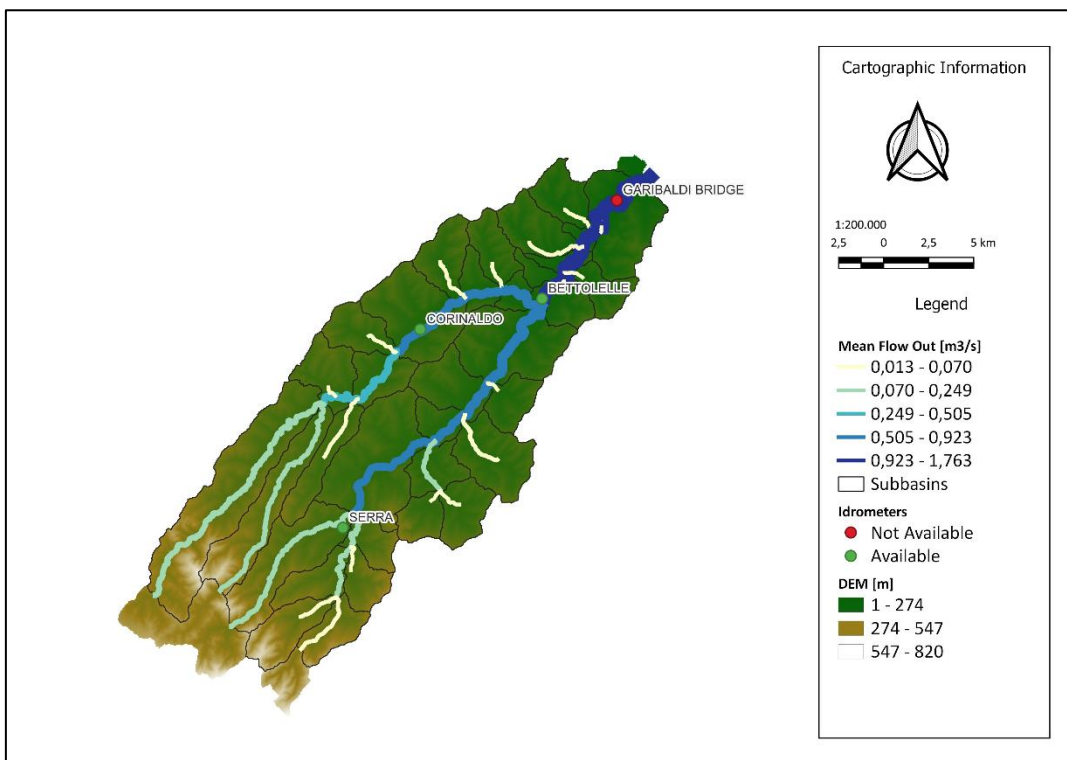 GARIBALDI BRIDGE
BETTOLELLE
CORINALDO
SERRA
Cartographic Information
1:200.000
2,5 0 2,5 5 km
Legend
Mean Flow Out [m3/s]
0,013 - 0,070
0,070 - 0,249
0,249 - 0,505
0,505 - 0,923
0,923 - 1,763
Subbasins
Idrometers
Not Available
Available
DEM [m]
1 - 274
274 - 547
547 - 820